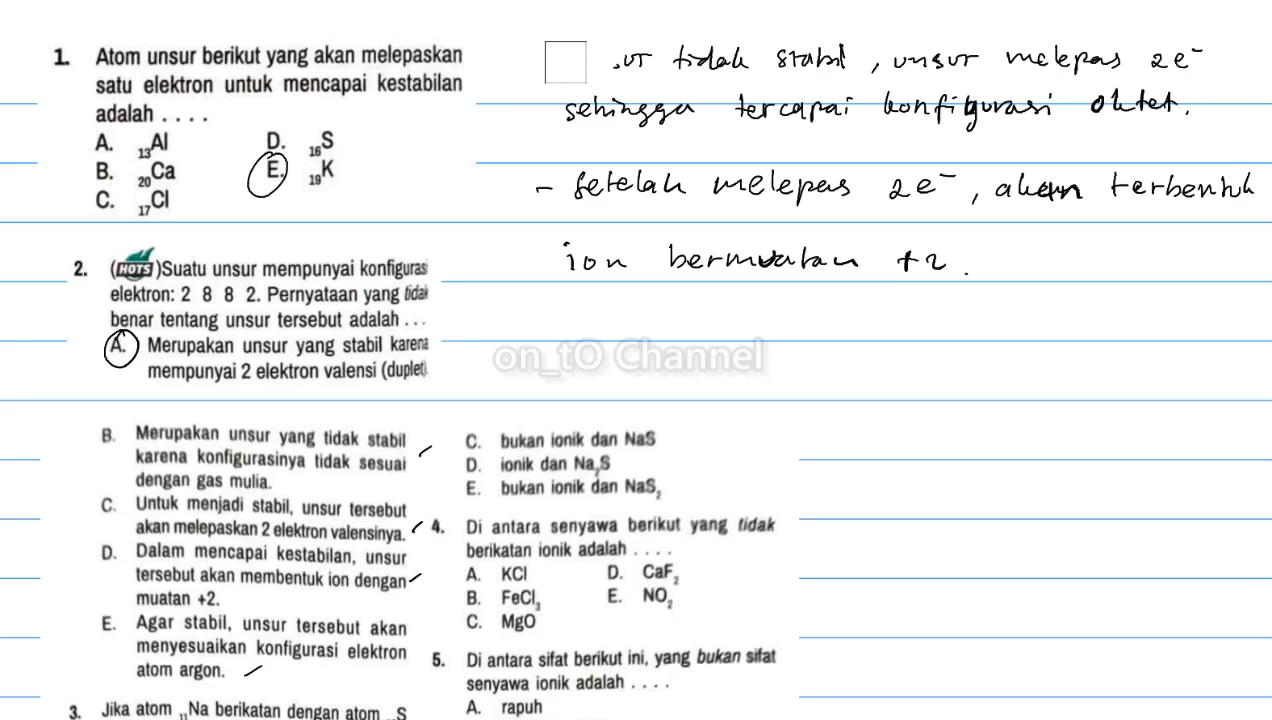 1. Atom unsur berikut yang akan melepaskan
satu elektron untuk mencapai kestabilan
adalah . . . .
A. ₁₃Al D. ₁₆S
B. ₂₀Ca E. ₁₉K
C. ₁₇Cl
2. (HOTS)Suatu unsur mempunyai konfigurasi
elektron: 2 8 8 2. Pernyataan yang tidak
benar tentang unsur tersebut adalah . . .
A. Merupakan unsur yang stabil karena
mempunyai 2 elektron valensi (duplet)
B. Merupakan unsur yang tidak stabil
karena konfigurasinya tidak sesuai
dengan gas mulia.
C. Untuk menjadi stabil, unsur tersebut
akan melepaskan 2 elektron valensinya.
D. Dalam mencapai kestabilan, unsur
tersebut akan membentuk ion dengan
muatan +2.
E. Agar stabil, unsur tersebut akan
menyesuaikan konfigurasi elektron
atom argon.
3. Jika atom ₁₁Na berikatan dengan atom ₁₆S
C. bukan ionik dan NaS
D. ionik dan Na₂S
E. bukan ionik dan NaS₂
4. Di antara senyawa berikut yang tidak
berikatan ionik adalah . . . .
A. KCl D. CaF₂
B. FeCl₃ E. NO₂
C. MgO
5. Di antara sifat berikut ini, yang bukan sifat
senyawa ionik adalah . . . .
A. rapuh
tidak stabil, unsur melepas 2e⁻
sehingga tercapai konfigurasi oktet.
- Setelah melepas 2e⁻, akan terbentuk
ion bermuatan +2.
on_tO Channel